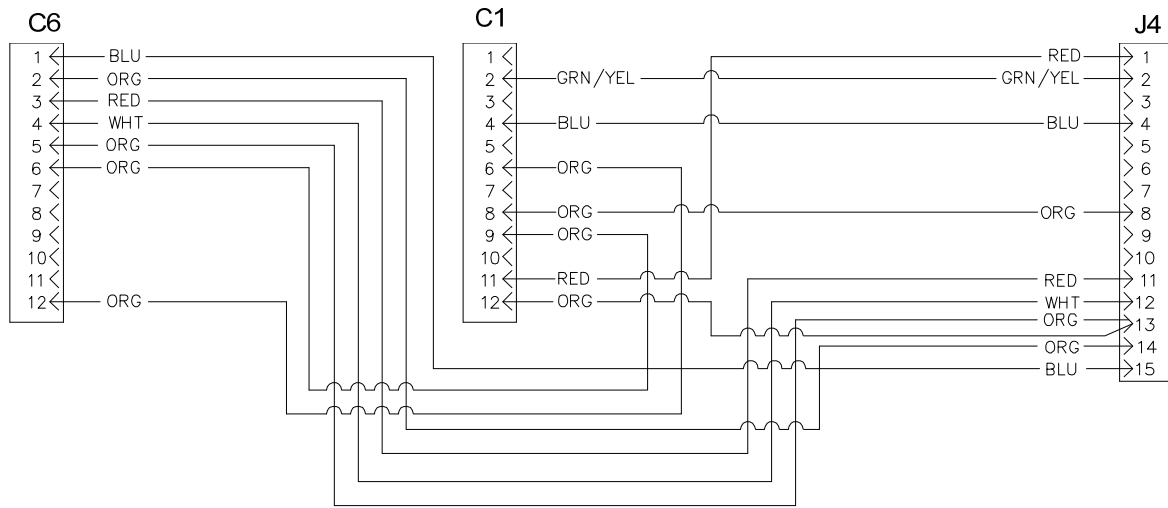 C6
1 BLU
2 ORG
3 RED
4 WHT
5 ORG
6 ORG
7
8
9
10
11
12 ORG
C1
1
2 GRN/YEL
3
4 BLU
5
6 ORG
7
8 ORG
9 ORG
10
11 RED
12 ORG
J4
RED 1
GRN/YEL 2
3
BLU 4
5
6
7
ORG 8
9
10
RED 11
WHT 12
ORG 13
ORG 14
BLU 15